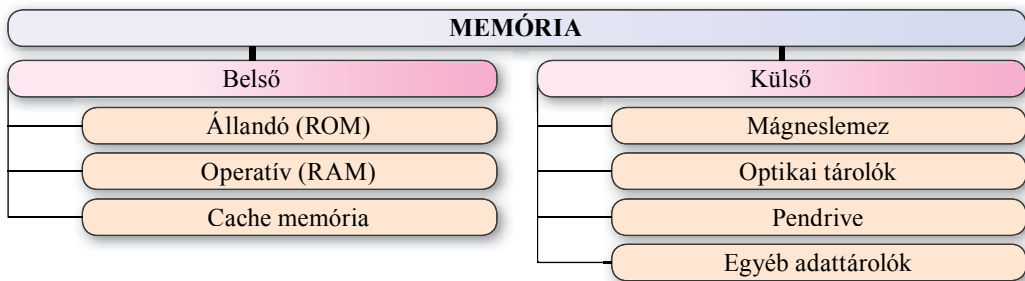 MEMÓRIA
Belső
Állandó (ROM)
Operatív (RAM)
Cache memória
Külső
Mágneslemez
Optikai tárolók
Pendrive
Egyéb adattárolók